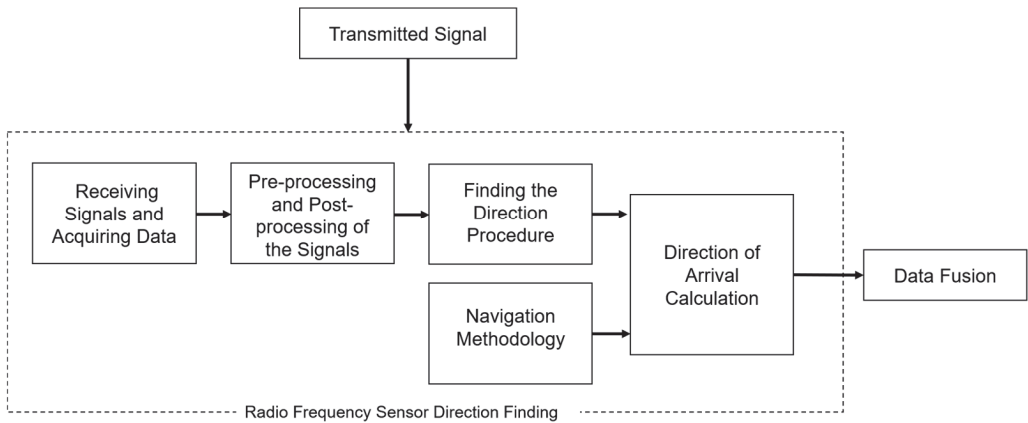 Transmitted Signal
Receiving
Signals and
Acquiring Data
Pre-processing
and Post-
processing of
the Signals
Finding the
Direction
Procedure
Navigation
Methodology
Direction of
Arrival
Calculation
Data Fusion
Radio Frequency Sensor Direction Finding